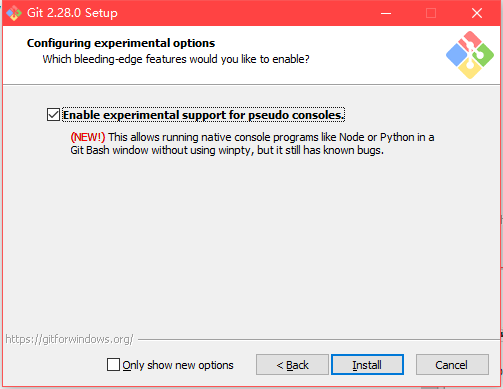 Git 2.28.0 Setup
Configuring experimental options
Which bleeding-edge features would you like to enable?
Enable experimental support for pseudo consoles.
(NEW!) This allows running native console programs like Node or Python in a
Git Bash window without using winpty, but it still has known bugs.
https://gitforwindows.org/
Only show new options
< Back
Install
Cancel